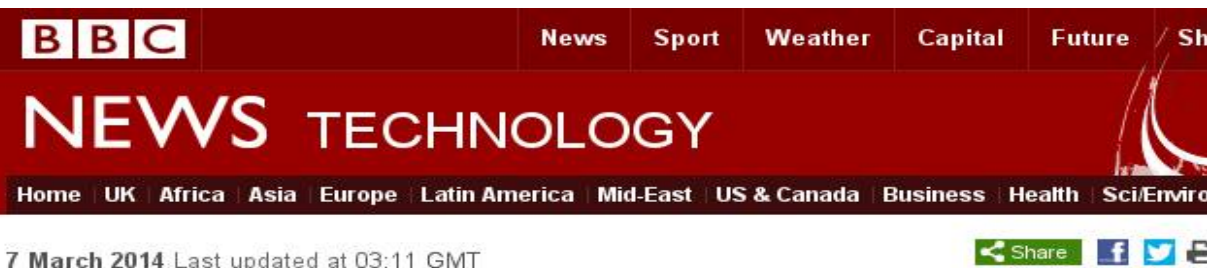 BBC News Sport Weather Capital Future
NEWS TECHNOLOGY
Home UK Africa Asia Europe Latin America Mid-East US & Canada Business Health
7 March 2014 Last updated at 03:11 GMT Share